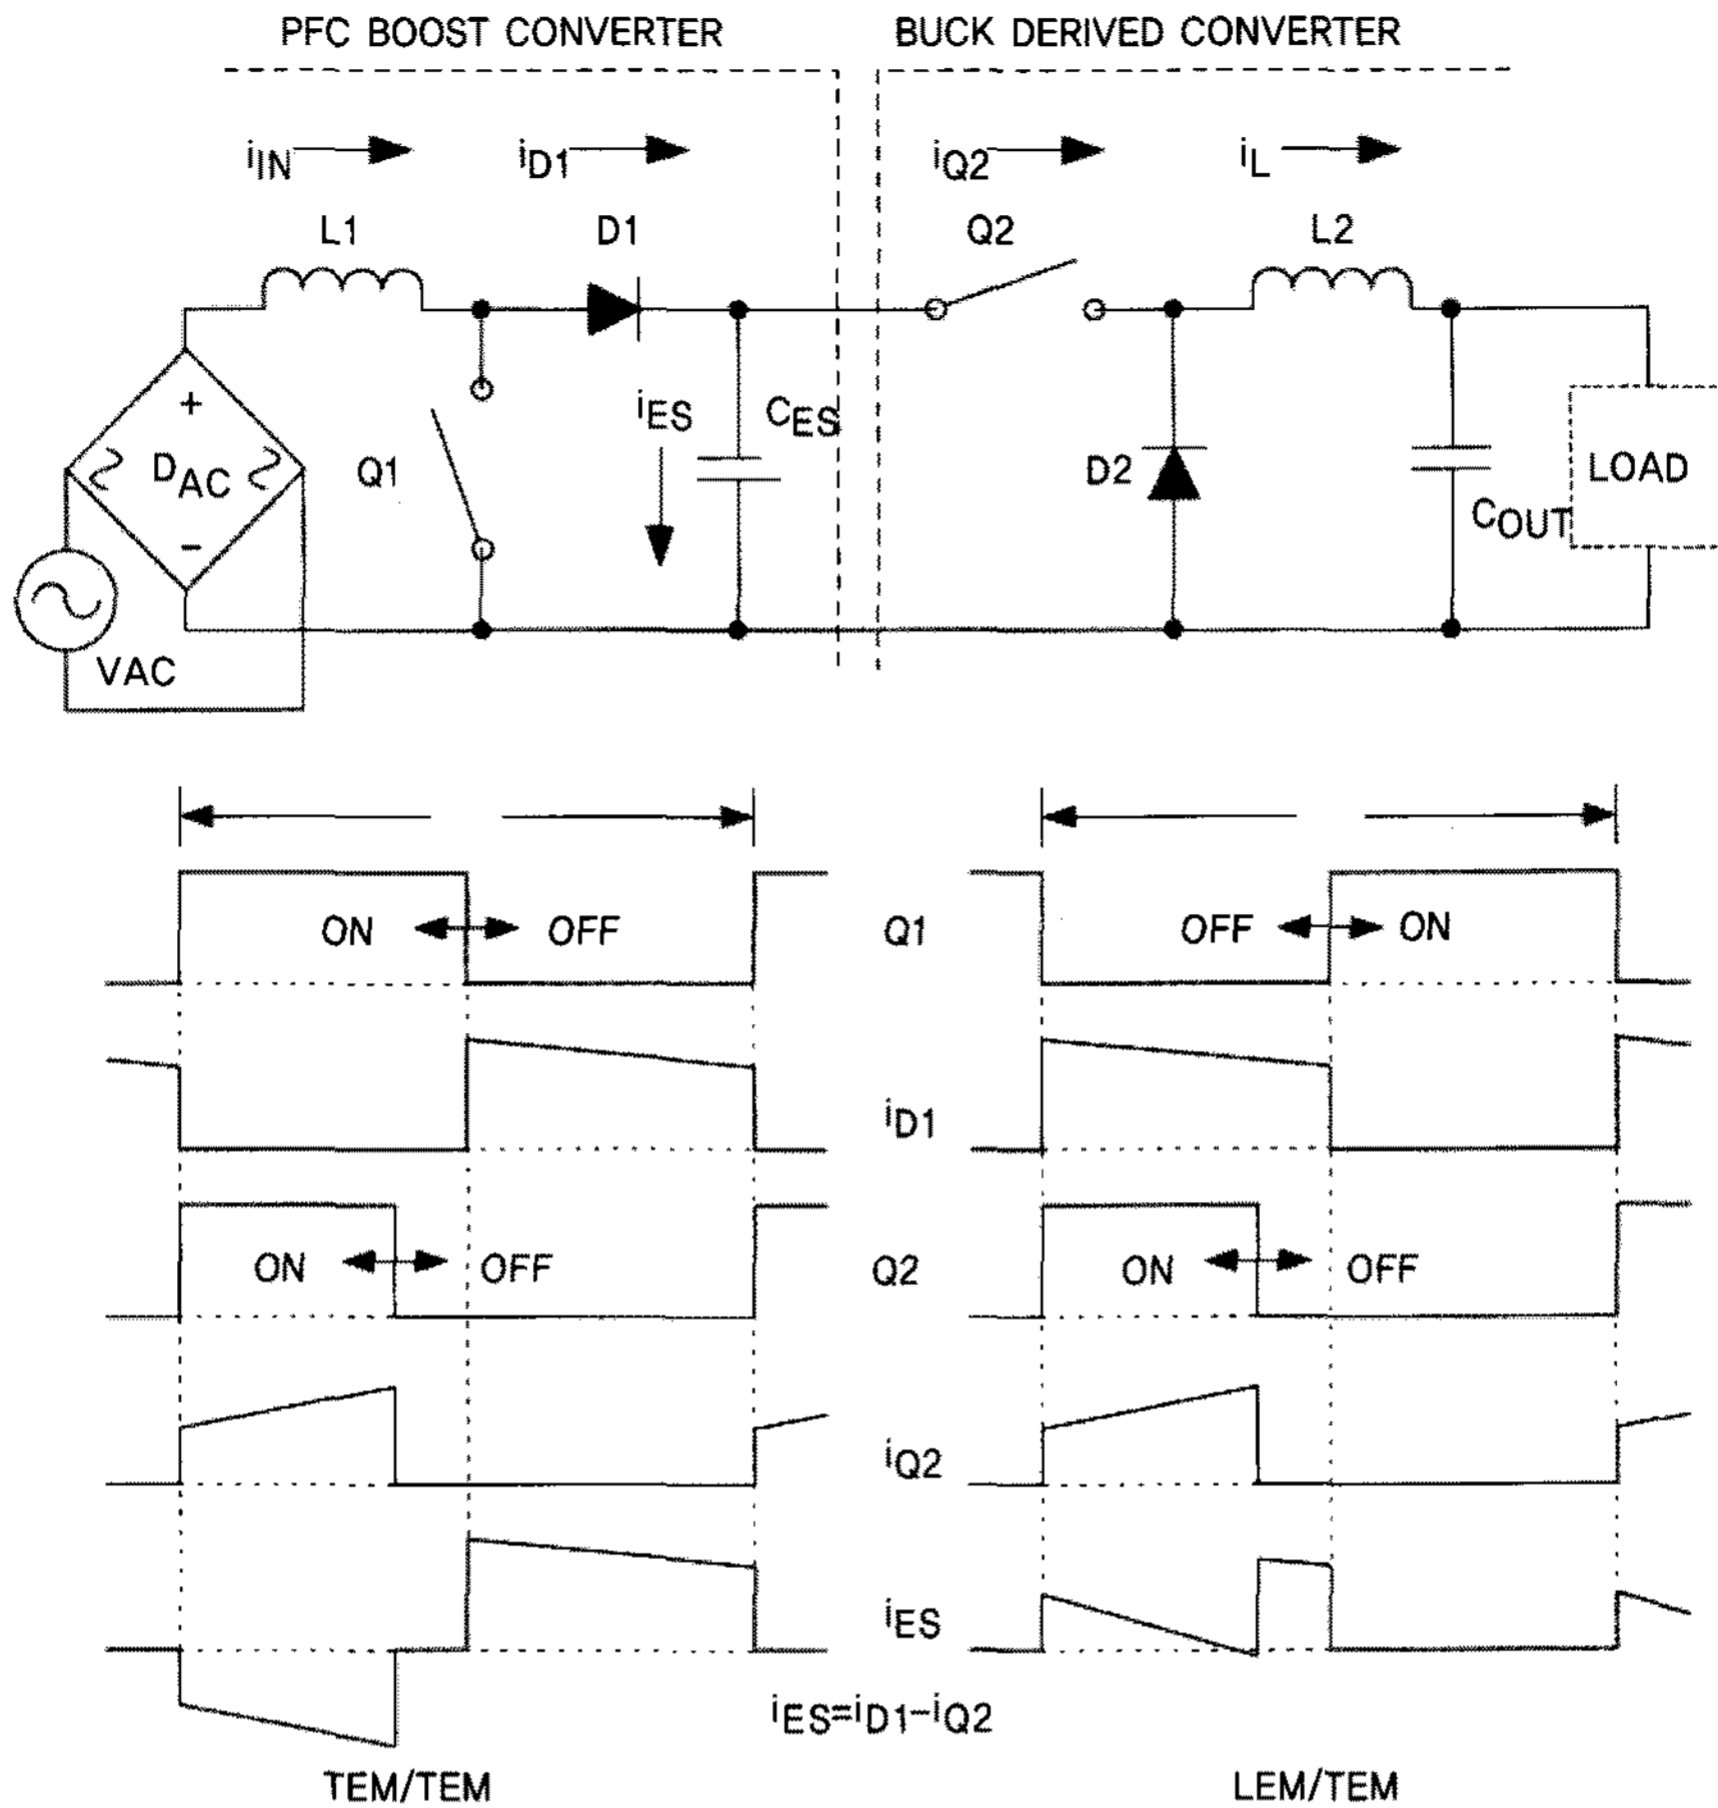 PFC BOOST CONVERTER BUCK DERIVED CONVERTER
iIN iD1 iQ2 iL
L1 D1 Q2 L2
+
iES CES
DAC Q1 D2 LOAD
COUT
−
VAC
ON OFF Q1 OFF ON
iD1
ON OFF Q2 ON OFF
iQ2
iES
iES=iD1−iQ2
TEM/TEM LEM/TEM